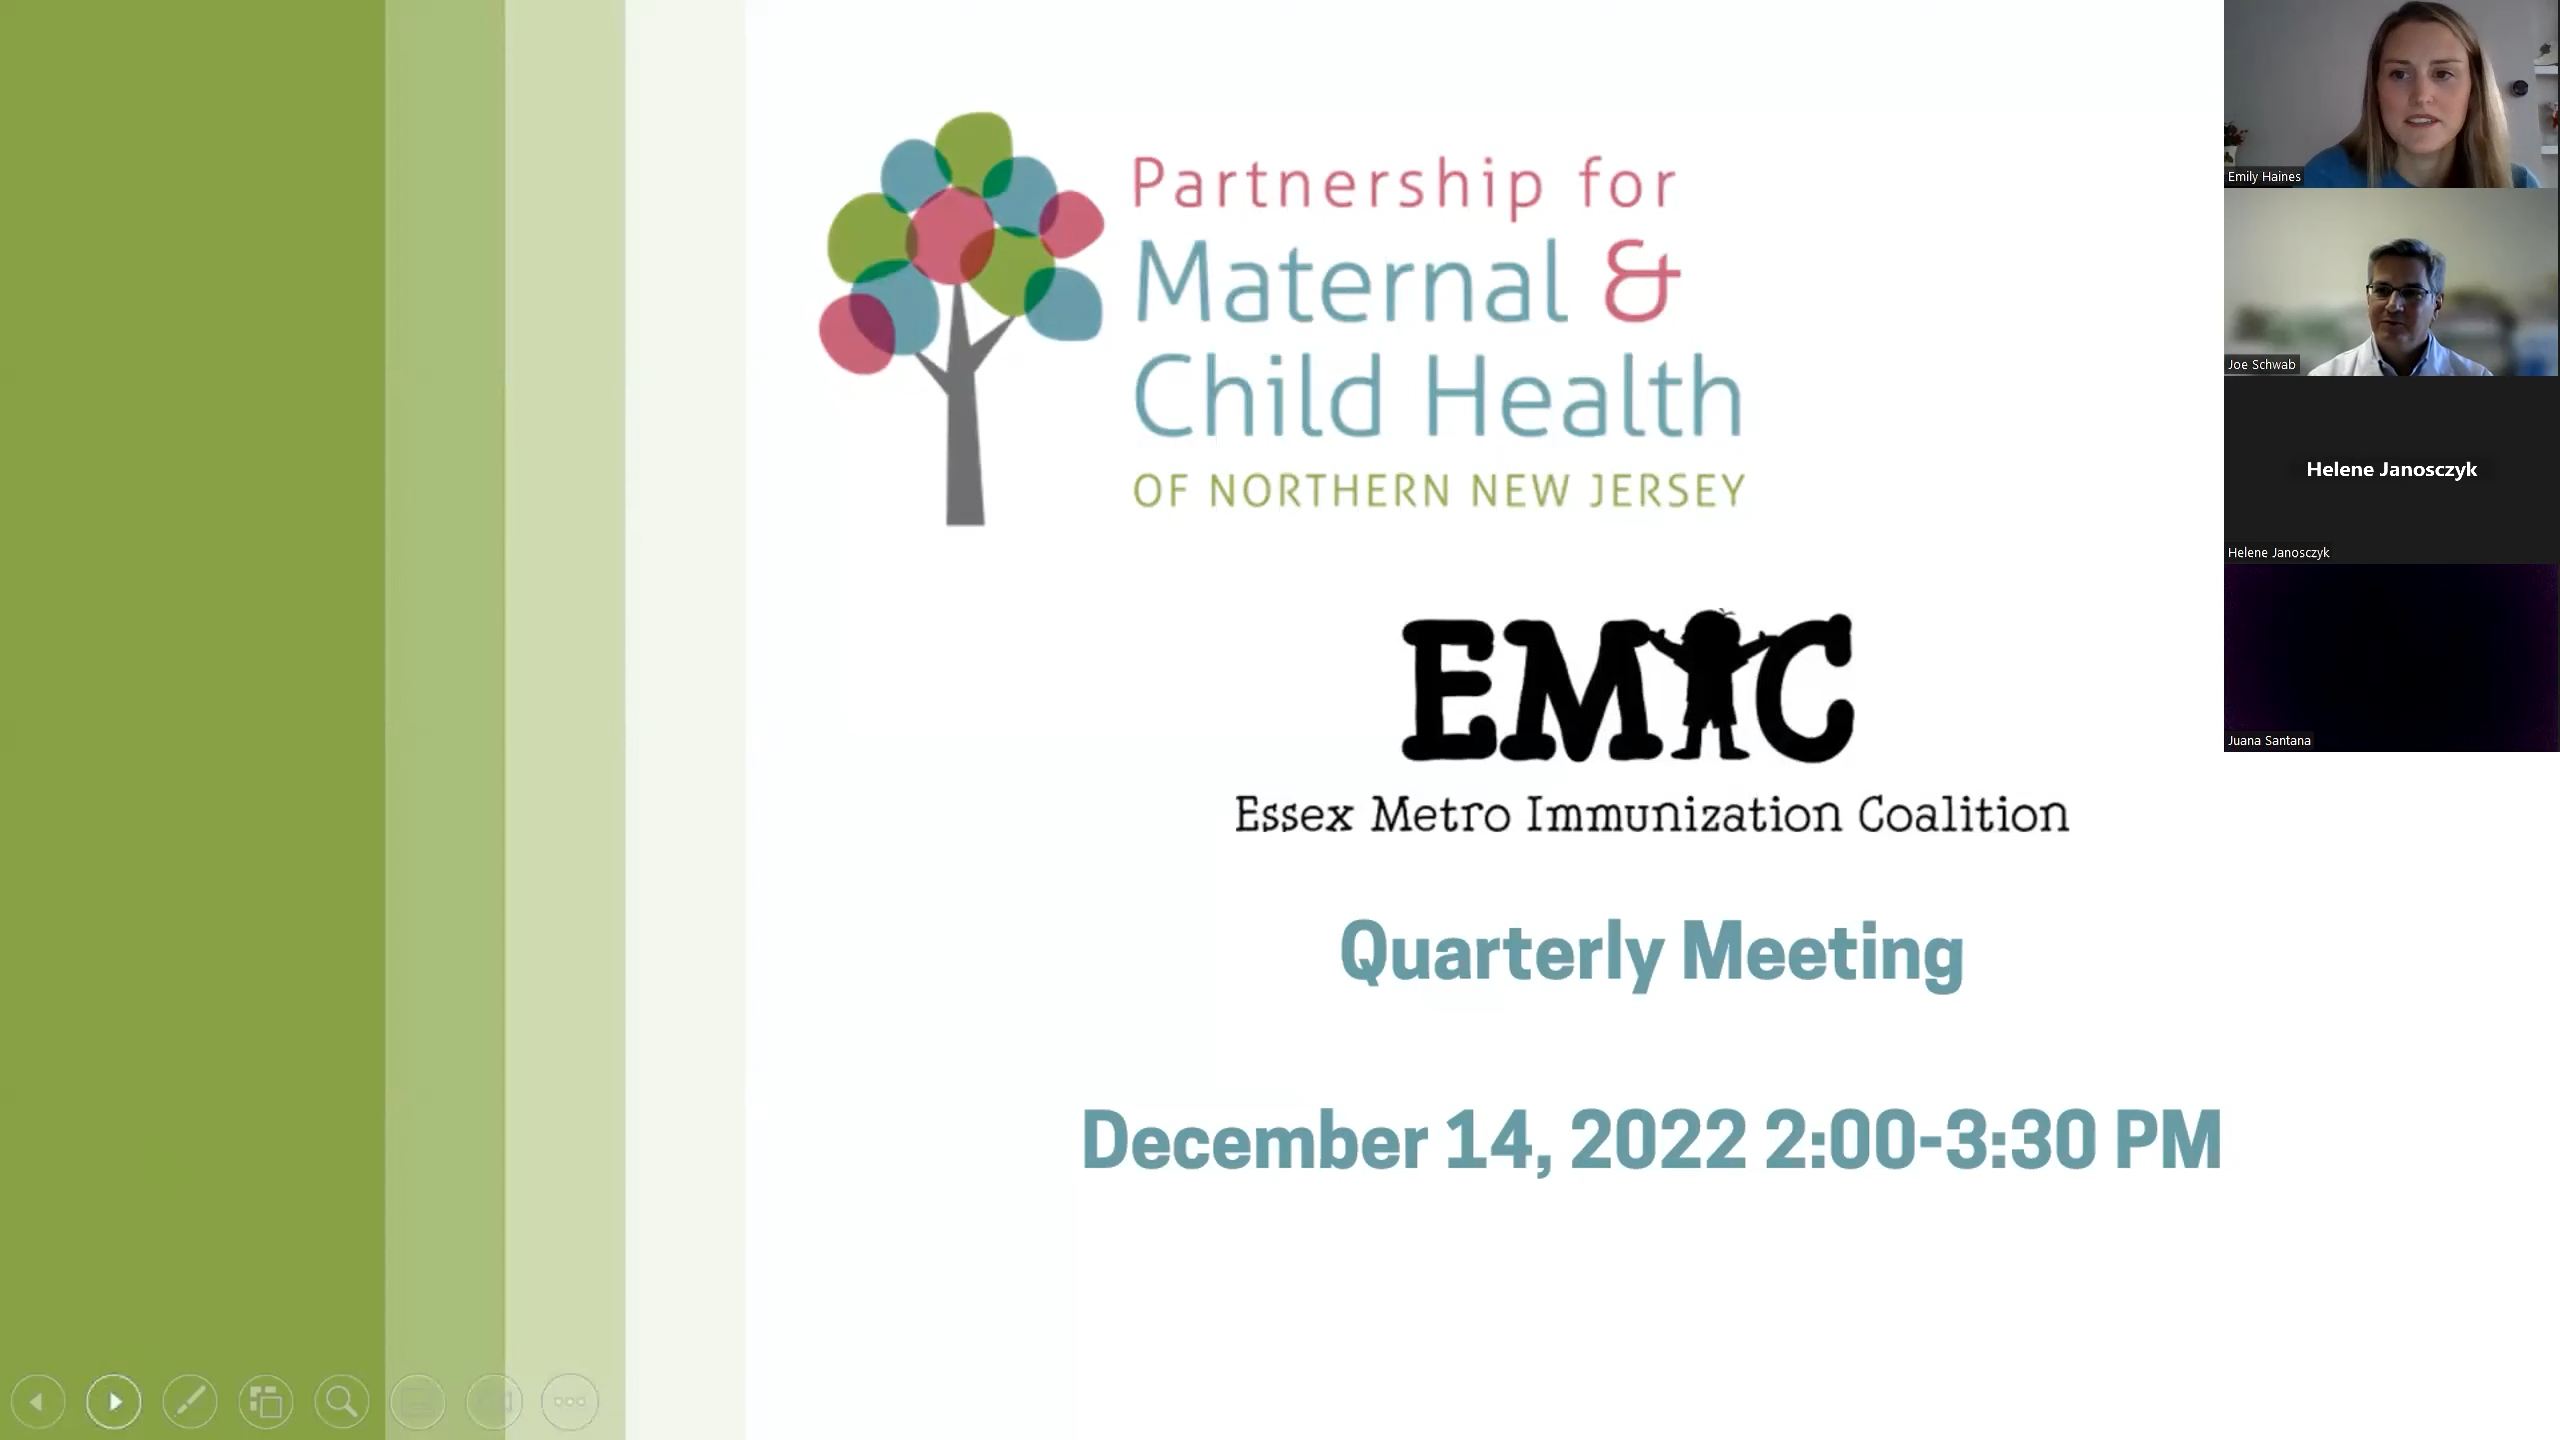 Partnership for
Maternal &
Child Health
OF NORTHERN NEW JERSEY
EMIC
Essex Metro Immunization Coalition
Quarterly Meeting
December 14, 2022 2:00-3:30 PM
Emily Haines
Joe Schwab
Helene Janosczyk
Helene Janosczyk
Juana Santana